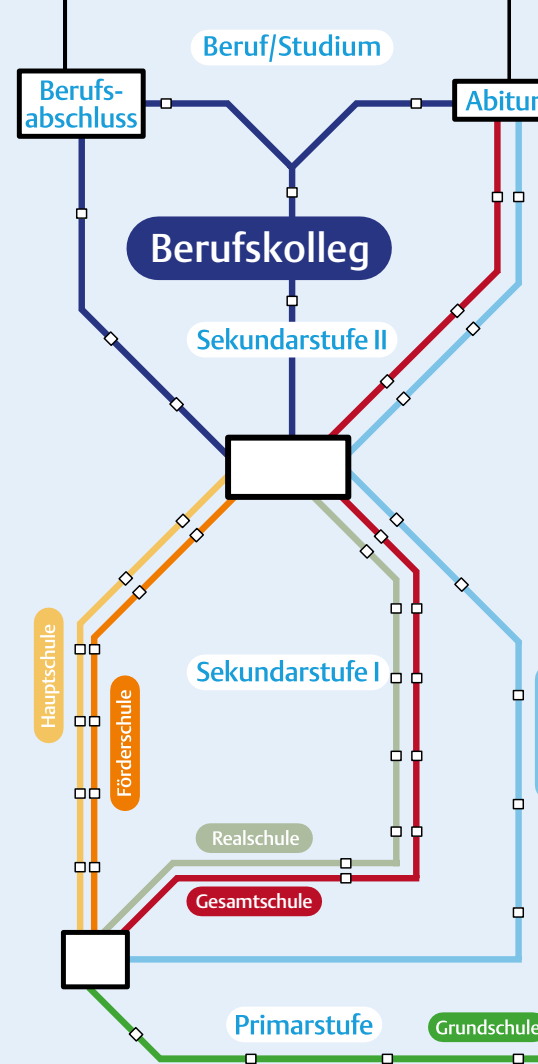 Beruf/Studium
Berufs-
abschluss
Abitur
Berufskolleg
Sekundarstufe II
Hauptschule
Förderschule
Sekundarstufe I
Realschule
Gesamtschule
Primarstufe
Grundschule